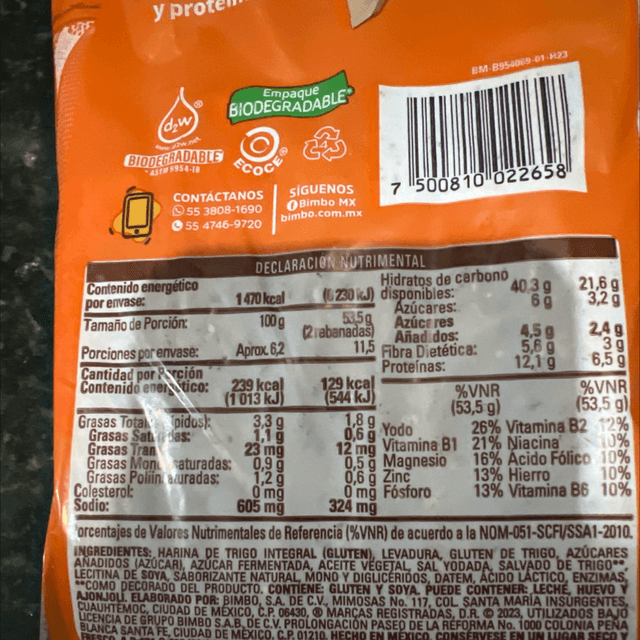 y proteín
BM-B954069-01-H23
Empaque
BIODEGRADABLE*
d2w
www.d2w.net
BIODEGRADABLE
* ASTM 6954-18
ECOCE
7 500810 022658
CONTÁCTANOS
55 3808-1690
55 4746-9720
SÍGUENOS
Bimbo MX
bimbo.com.mx
DECLARACIÓN NUTRIMENTAL
Contenido energético
por envase: 1 470 kcal (6 230 kJ)
Tamaño de Porción: 100 g 53,5 g
(2 rebanadas)
Porciones por envase: Aprox. 6,2 11,5
Cantidad por Porción
Contenido energético: 239 kcal 129 kcal
(1 013 kJ) (544 kJ)
Grasas Total (lípidos): 3,3 g 1,8 g
Grasas Saturadas: 1,1 g 0,6 g
Grasas Trans 23 mg 12 mg
Grasas Monoinsaturadas: 0,9 g 0,5 g
Grasas Poliinsaturadas: 1,2 g 0,6 g
Colesterol: 0 mg 0 mg
Sodio: 605 mg 324 mg
Hidratos de carbono
disponibles: 40,3 g 21,6 g
Azúcares: 6 g 3,2 g
Azúcares
Añadidos: 4,5 g 2,4 g
Fibra Dietética: 5,6 g 3 g
Proteínas: 12,1 g 6,5 g
%VNR %VNR
(53,5 g) (53,5 g)
Yodo 26% Vitamina B2 12%
Vitamina B1 21% Niacina 10%
Magnesio 16% Ácido Fólico 10%
Zinc 13% Hierro 10%
Fósforo 13% Vitamina B6 10%
Porcentajes de Valores Nutrimentales de Referencia (%VNR) de acuerdo a la NOM-051-SCFI/SSA1-2010.
INGREDIENTES: HARINA DE TRIGO INTEGRAL (GLUTEN), LEVADURA, GLUTEN DE TRIGO, AZÚCARES
AÑADIDOS (AZÚCAR), AZÚCAR FERMENTADA, ACEITE VEGETAL, SAL YODADA, SALVADO DE TRIGO**,
LECITINA DE SOYA, SABORIZANTE NATURAL, MONO Y DIGLICÉRIDOS, DATEM, ÁCIDO LÁCTICO, ENZIMAS,
**COMO DECORADO DEL PRODUCTO. CONTIENE: GLUTEN Y SOYA. PUEDE CONTENER: LECHE, HUEVO Y
AJONJOLÍ. ELABORADO POR: BIMBO, S.A. DE C.V., MIMOSAS No. 117, COL. SANTA MARÍA INSURGENTES,
CUAUHTÉMOC, CIUDAD DE MÉXICO, C.P. 06430, ® MARCAS REGISTRADAS, D.R. © 2023, UTILIZADOS BAJO
LICENCIA DE GRUPO BIMBO S.A.B. DE C.V. PROLONGACIÓN PASEO DE LA REFORMA No. 1000 COLONIA PEÑA
BLANCA SANTA FE, CIUDAD DE MÉXICO, C.P. 01210. HECHO EN MÉXICO. CONSÉRVESE EN